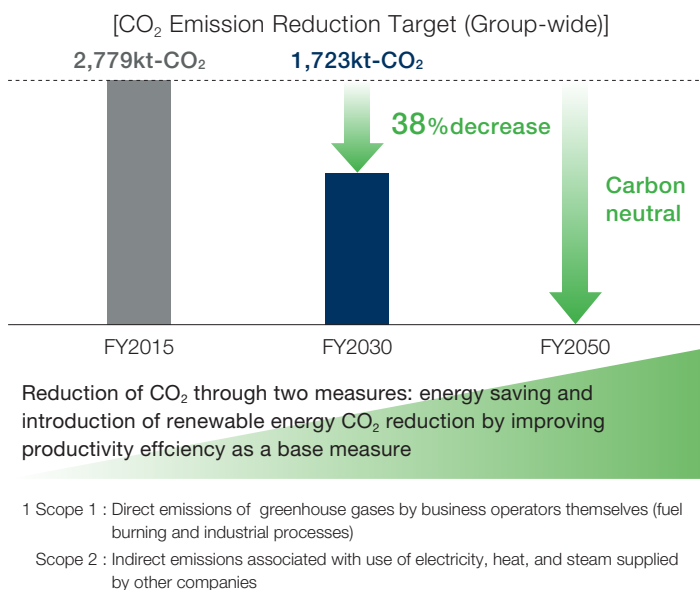 [CO₂ Emission Reduction Target (Group-wide)]
2,779kt-CO₂ 1,723kt-CO₂
38%decrease
Carbon
neutral
FY2015 FY2030 FY2050
Reduction of CO₂ through two measures: energy saving and
introduction of renewable energy CO₂ reduction by improving
productivity effciency as a base measure
1 Scope 1 : Direct emissions of greenhouse gases by business operators themselves (fuel
burning and industrial processes)
Scope 2 : Indirect emissions associated with use of electricity, heat, and steam supplied
by other companies